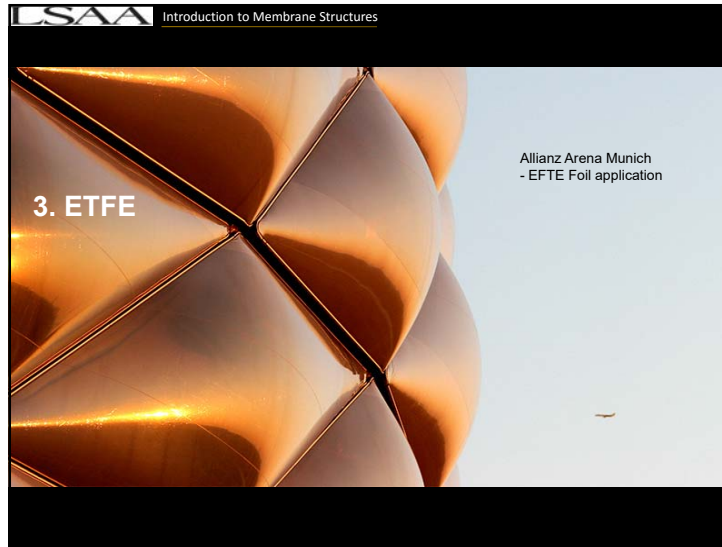 LSAA Introduction to Membrane Structures
Allianz Arena Munich
- EFTE Foil application
3. ETFE